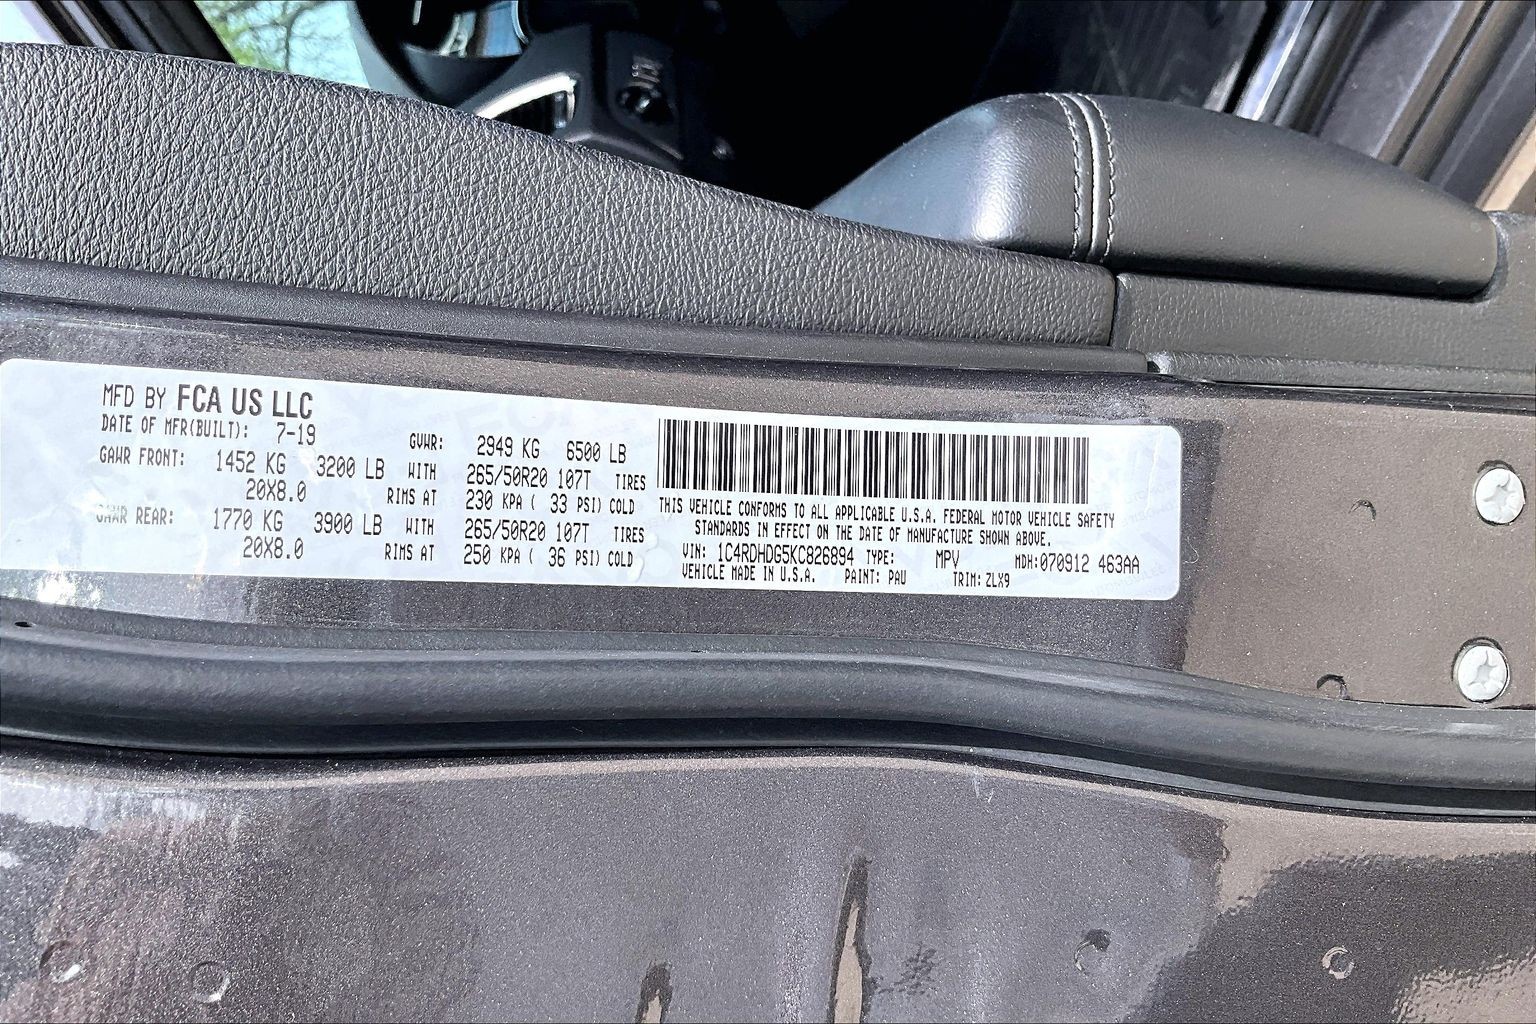 MFD BY FCA US LLC
DATE OF MFR(BUILT): 7-19 GVWR: 2949 KG 6500 LB
GAWR FRONT: 1452 KG 3200 LB WITH 265/50R20 107T TIRES
20X8.0 RIMS AT 230 KPA ( 33 PSI) COLD
GAWR REAR: 1770 KG 3900 LB WITH 265/50R20 107T TIRES
20X8.0 RIMS AT 250 KPA ( 36 PSI) COLD
THIS VEHICLE CONFORMS TO ALL APPLICABLE U.S.A. FEDERAL MOTOR VEHICLE SAFETY
STANDARDS IN EFFECT ON THE DATE OF MANUFACTURE SHOWN ABOVE.
VIN: 1C4RDHDG5KC826894 TYPE: MPV MDH:070912 463AA
VEHICLE MADE IN U.S.A. PAINT: PAU TRIM: ZLX9